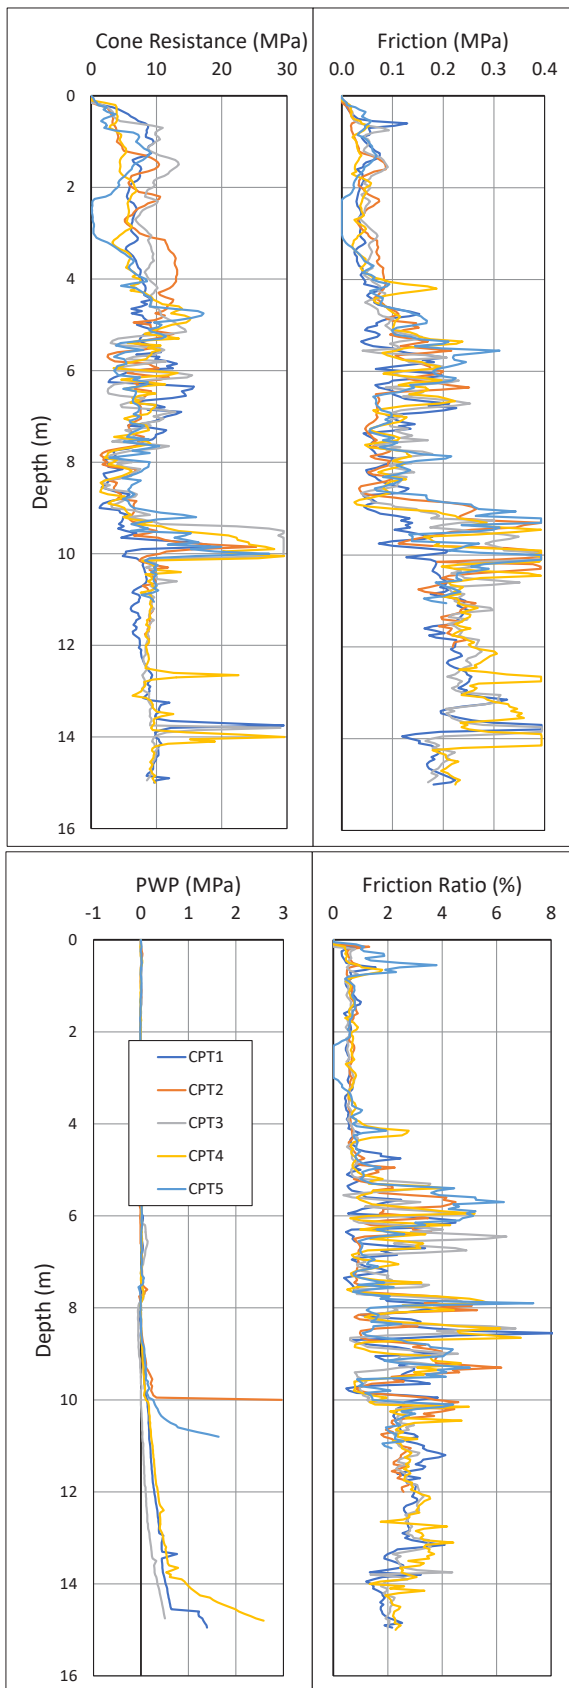 Cone Resistance (MPa)
Friction (MPa)
0 10 20 30
0.0 0.1 0.2 0.3 0.4
0
2
4
6
8
10
12
14
16
Depth (m)
PWP (MPa)
Friction Ratio (%)
-1 0 1 2 3
0 2 4 6 8
0
2
4
6
8
10
12
14
16
Depth (m)
CPT1
CPT2
CPT3
CPT4
CPT5